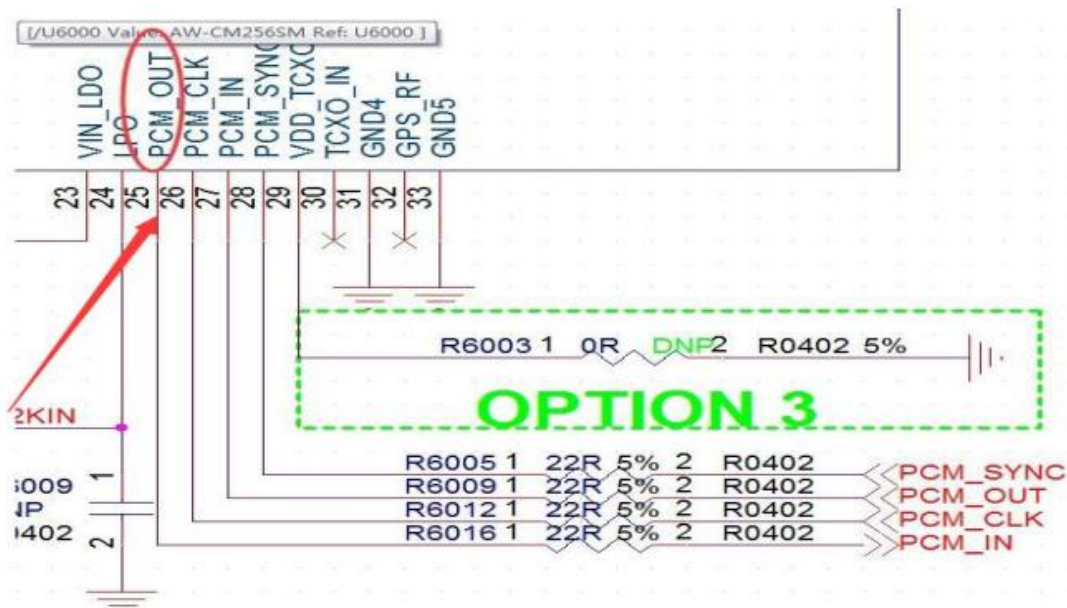 [/U6000 Value: AW-CM256SM Ref: U6000 ]
VIN_LDO
LPO
PCM_OUT
PCM_CLK
PCM_IN
PCM_SYNC
VDD_TCXO
TCXO_IN
GND4
GPS_RF
GND5
23
24
25
26
27
28
29
30
31
32
33
R6003 1 0R DNP 2 R0402 5%
OPTION 3
2KIN
R6005 1 22R 5% 2 R0402 PCM_SYNC
R6009 1 22R 5% 2 R0402 PCM_OUT
R6012 1 22R 5% 2 R0402 PCM_CLK
R6016 1 22R 5% 2 R0402 PCM_IN
1
6009
NP
0402
2